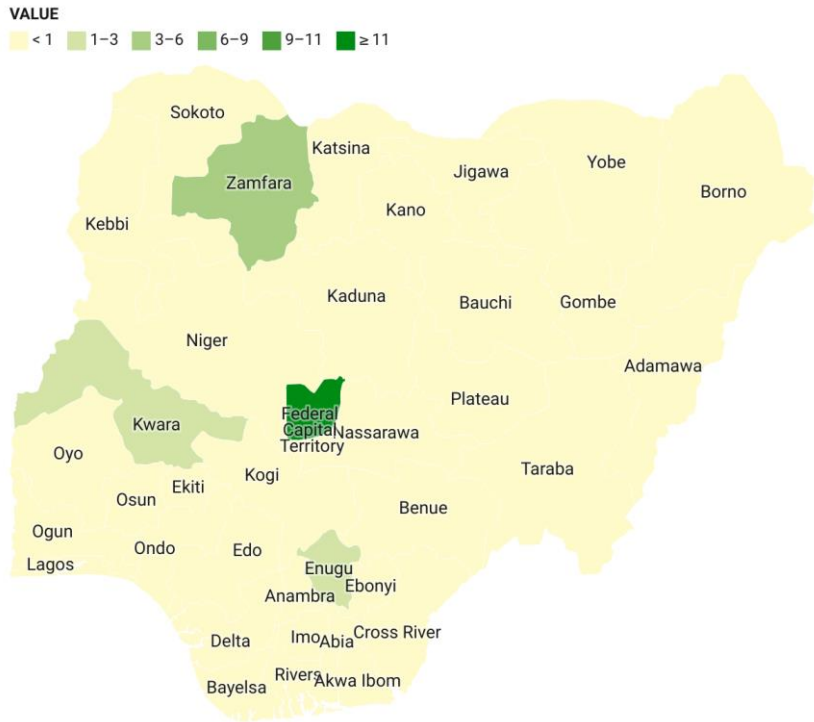 VALUE
< 1 1–3 3–6 6–9 9–11 ≥ 11
Sokoto
Katsina
Zamfara
Jigawa
Yobe
Borno
Kebbi
Kano
Kaduna
Bauchi
Gombe
Niger
Adamawa
Plateau
Federal
Capital
Territory
Nassarawa
Kwara
Oyo
Taraba
Kogi
Ekiti
Osun
Benue
Ogun
Ondo
Edo
Lagos
Enugu
Ebonyi
Anambra
Delta
Imo
Abia
Cross River
Rivers
Akwa Ibom
Bayelsa